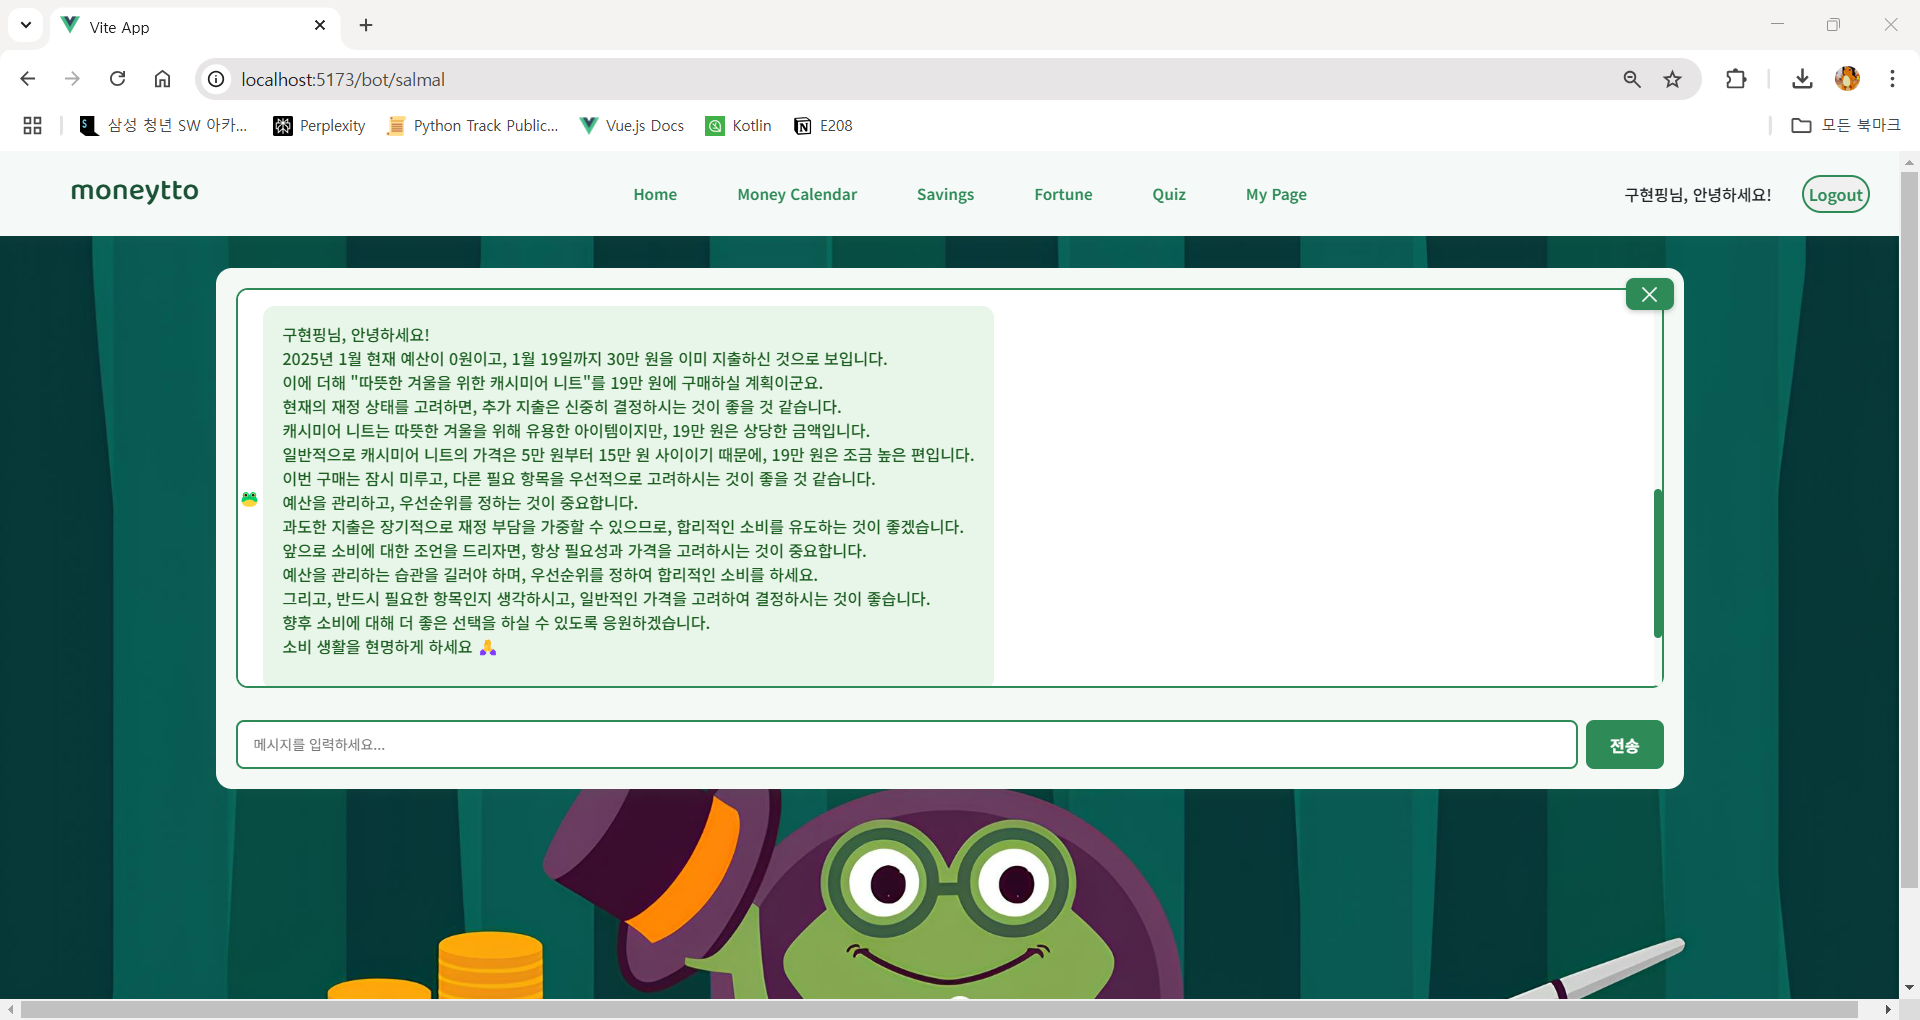 Vite App
localhost:5173/bot/salmal
삼성 청년 SW 아카...
Perplexity
Python Track Public...
Vue.js Docs
Kotlin
E208
모든 북마크
moneytto
Home
Money Calendar
Savings
Fortune
Quiz
My Page
구현핑님, 안녕하세요!
Logout
구현핑님, 안녕하세요!
2025년 1월 현재 예산이 0원이고, 1월 19일까지 30만 원을 이미 지출하신 것으로 보입니다.
이에 더해 "따뜻한 겨울을 위한 캐시미어 니트"를 19만 원에 구매하실 계획이군요.
현재의 재정 상태를 고려하면, 추가 지출은 신중히 결정하시는 것이 좋을 것 같습니다.
캐시미어 니트는 따뜻한 겨울을 위해 유용한 아이템이지만, 19만 원은 상당한 금액입니다.
일반적으로 캐시미어 니트의 가격은 5만 원부터 15만 원 사이이기 때문에, 19만 원은 조금 높은 편입니다.
이번 구매는 잠시 미루고, 다른 필요 항목을 우선적으로 고려하시는 것이 좋을 것 같습니다.
예산을 관리하고, 우선순위를 정하는 것이 중요합니다.
과도한 지출은 장기적으로 재정 부담을 가중할 수 있으므로, 합리적인 소비를 유도하는 것이 좋겠습니다.
앞으로 소비에 대한 조언을 드리자면, 항상 필요성과 가격을 고려하시는 것이 중요합니다.
예산을 관리하는 습관을 길러야 하며, 우선순위를 정하여 합리적인 소비를 하세요.
그리고, 반드시 필요한 항목인지 생각하시고, 일반적인 가격을 고려하여 결정하시는 것이 좋습니다.
향후 소비에 대해 더 좋은 선택을 하실 수 있도록 응원하겠습니다.
소비 생활을 현명하게 하세요 🙏
메시지를 입력하세요...
전송